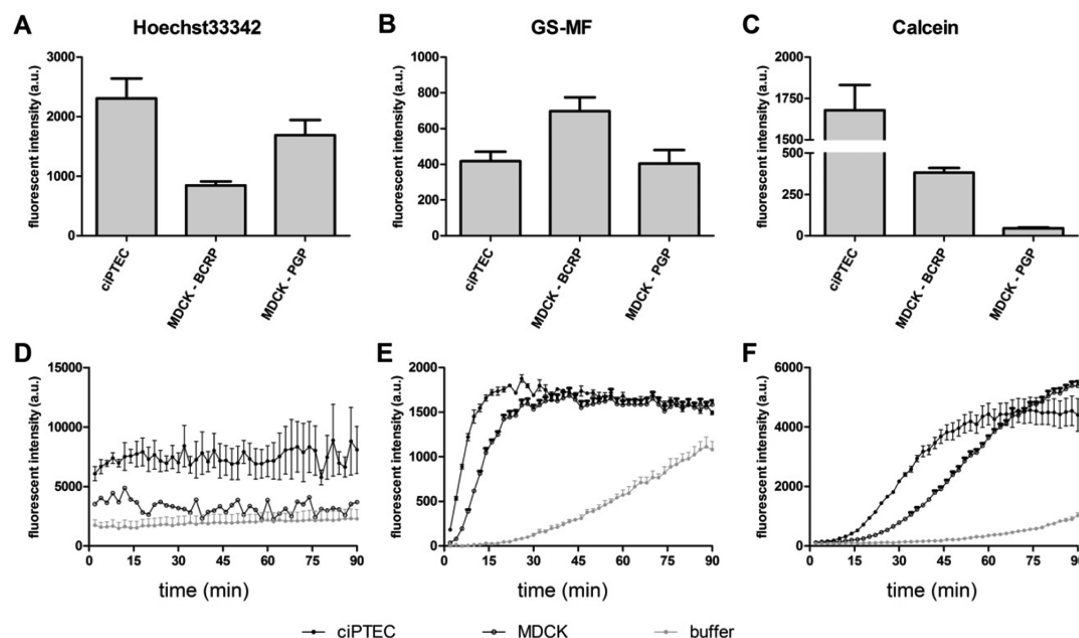 A
Hoechst33342
fluorescent intensity (a.u.)
3000
2000
1000
0
ciPTEC
MDCK - BCRP
MDCK - PGP
B
GS-MF
fluorescent intensity (a.u.)
1000
800
600
400
200
0
ciPTEC
MDCK - BCRP
MDCK - PGP
C
Calcein
fluorescent intensity (a.u.)
2000
1750
1500
500
250
0
ciPTEC
MDCK - BCRP
MDCK - PGP
D
fluorescent intensity (a.u.)
15000
10000
5000
0
0 15 30 45 60 75 90
time (min)
E
fluorescent intensity (a.u.)
2000
1500
1000
500
0
0 15 30 45 60 75 90
time (min)
F
fluorescent intensity (a.u.)
6000
4000
2000
0
0 15 30 45 60 75 90
time (min)
ciPTEC MDCK buffer